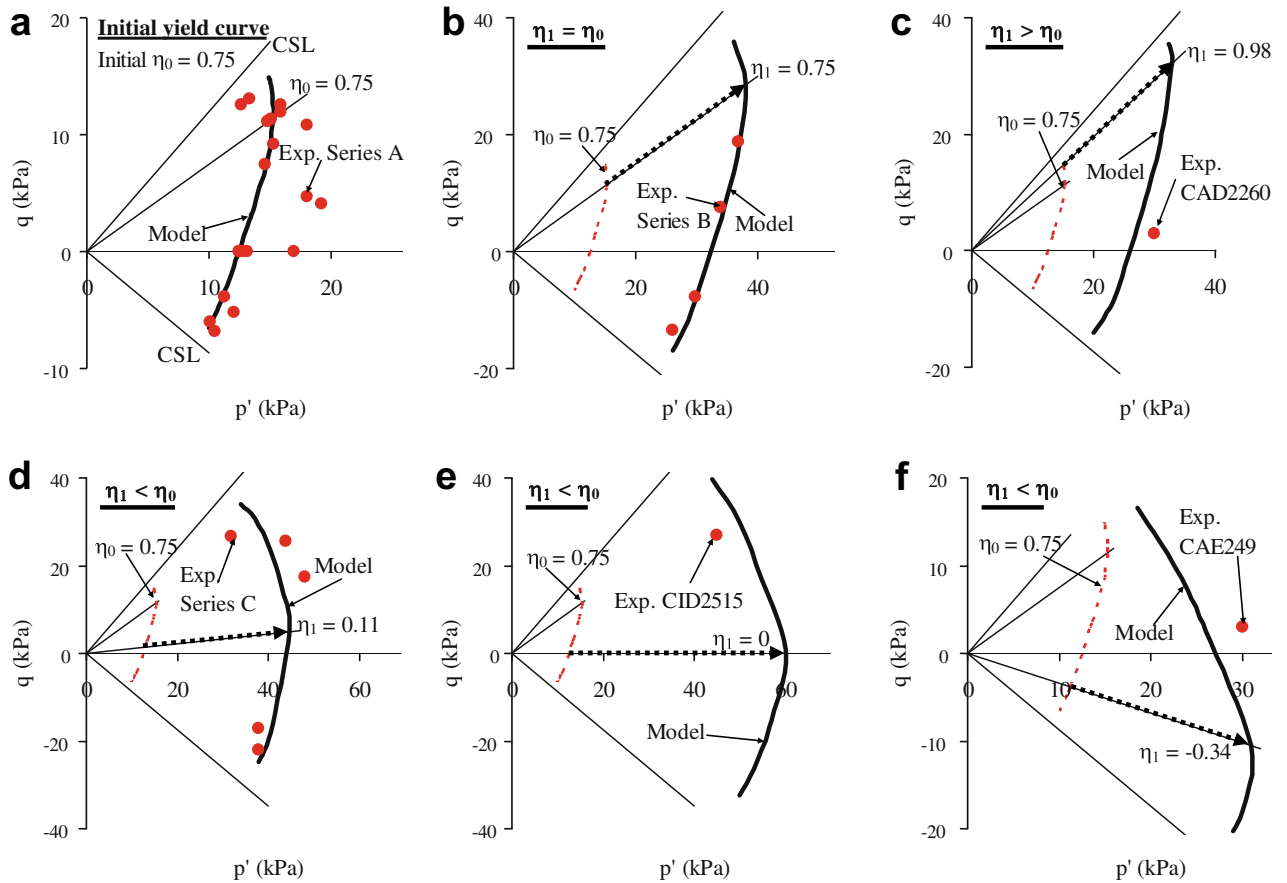 a
Initial yield curve
Initial η0 = 0.75
CSL
η0 = 0.75
Exp. Series A
Model
CSL
20
10
0
-10
0
10
20
q (kPa)
p' (kPa)
b
η1 = η0
η1 = 0.75
η0 = 0.75
Exp.
Series B
Model
40
20
0
-20
0
20
40
q (kPa)
p' (kPa)
c
η1 > η0
η1 = 0.98
η0 = 0.75
Model
Exp.
CAD2260
40
20
0
-20
0
20
40
q (kPa)
p' (kPa)
d
η1 < η0
η0 = 0.75
Exp.
Series C
Model
η1 = 0.11
40
20
0
-20
-40
0
20
40
60
q (kPa)
p' (kPa)
e
η1 < η0
η0 = 0.75
Exp. CID2515
η1 = 0
Model
40
20
0
-20
-40
0
20
40
60
q (kPa)
p' (kPa)
f
η1 < η0
η0 = 0.75
Exp.
CAE249
Model
η1 = -0.34
20
10
0
-10
-20
0
10
20
30
q (kPa)
p' (kPa)